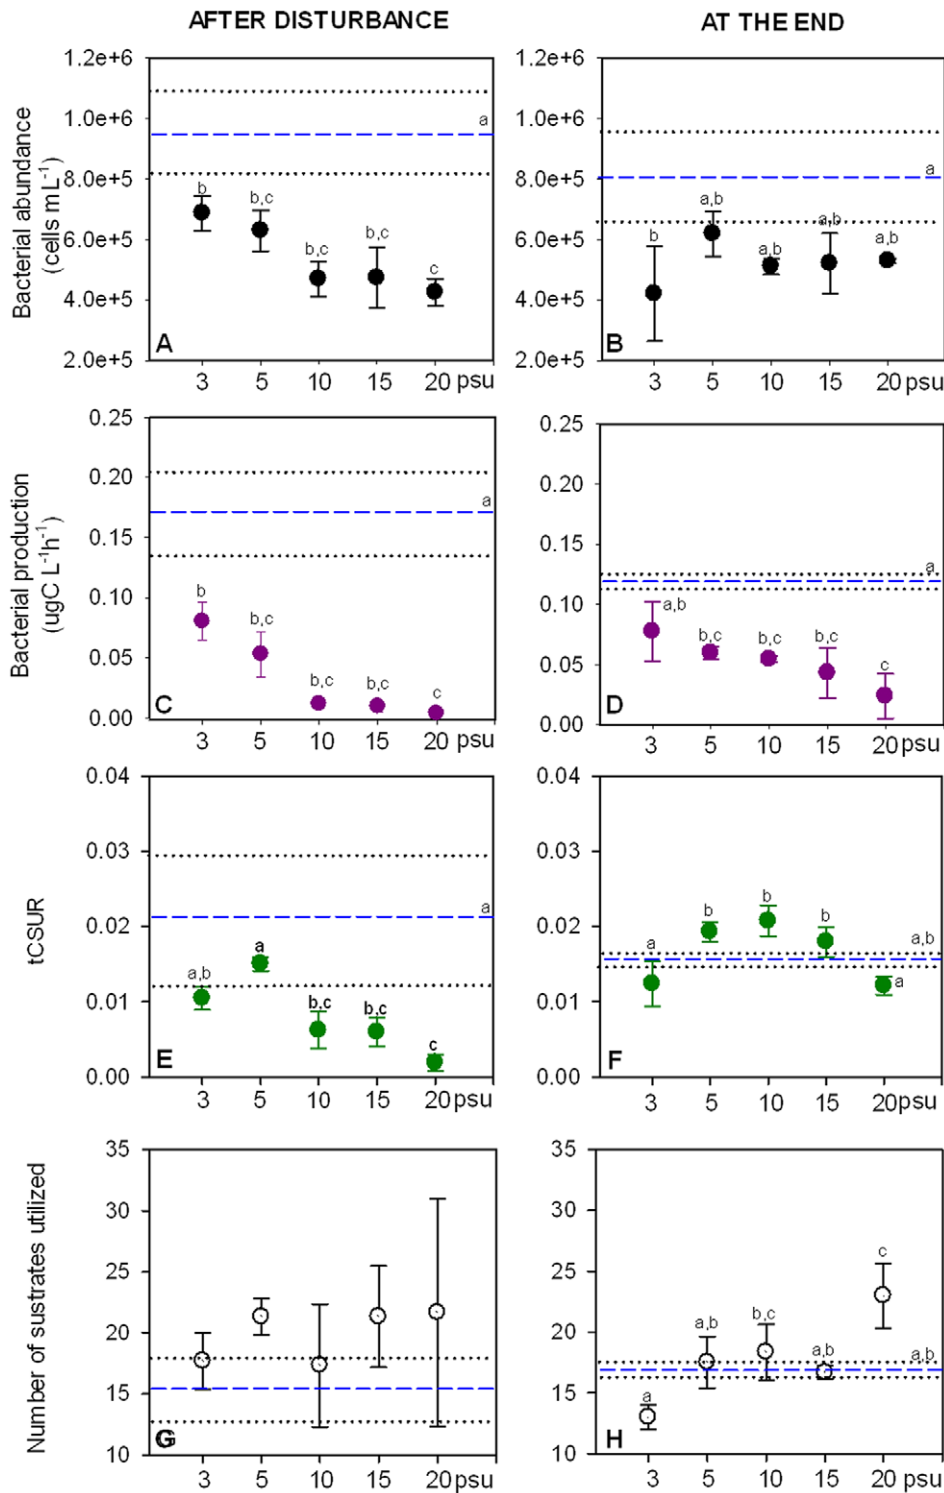 AFTER DISTURBANCE
AT THE END
Bacterial abundance
(cells mL⁻¹)
1.2e+6
1.0e+6
8.0e+5
6.0e+5
4.0e+5
2.0e+5
a
b
b,c
b,c
b,c
c
A
3 5 10 15 20 psu
1.2e+6
1.0e+6
8.0e+5
6.0e+5
4.0e+5
2.0e+5
a
b
a,b
a,b
a,b
a,b
B
3 5 10 15 20 psu
Bacterial production
(ugC L⁻¹h⁻¹)
0.25
0.20
0.15
0.10
0.05
0.00
a
b
b,c
b,c
b,c
c
C
3 5 10 15 20 psu
0.25
0.20
0.15
0.10
0.05
0.00
a
a,b
b,c
b,c
b,c
c
D
3 5 10 15 20 psu
tCSUR
0.04
0.03
0.02
0.01
0.00
a
a,b
a
b,c
b,c
c
E
3 5 10 15 20 psu
0.04
0.03
0.02
0.01
0.00
a
b
b
b
a,b
a
F
3 5 10 15 20 psu
Number of sustrates utilized
35
30
25
20
15
10
G
3 5 10 15 20 psu
35
30
25
20
15
10
a
a,b
b,c
a,b
c
a,b
H
3 5 10 15 20 psu